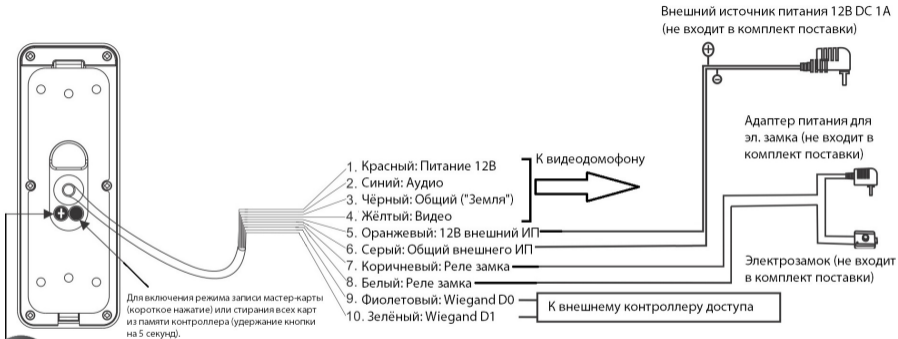 Внешний источник питания 12В DC 1А
(не входит в комплект поставки)
Адаптер питания для
эл. замка (не входит в
комплект поставки)
К видеодомофону
1. Красный: Питание 12В
2. Синий: Аудио
3. Чёрный: Общий ("Земля")
4. Жёлтый: Видео
5. Оранжевый: 12В внешний ИП
6. Серый: Общий внешнего ИП
7. Коричневый: Реле замка
8. Белый: Реле замка
9. Фиолетовый: Wiegand D0
10. Зелёный: Wiegand D1
Электрозамок (не входит
в комплект поставки)
К внешнему контроллеру доступа
Для включения режима записи мастер-карты
(короткое нажатие) или стирания всех карт
из памяти контроллера (удержание кнопки
на 5 секунд).